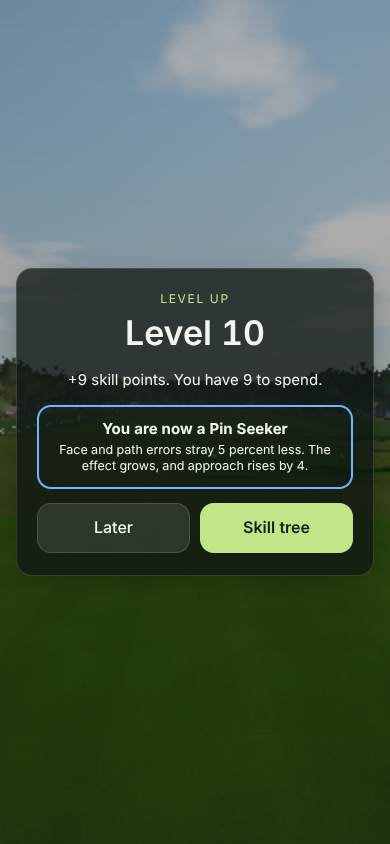 LEVEL UP
Level 10
+9 skill points. You have 9 to spend.
You are now a Pin Seeker
Face and path errors stray 5 percent less. The
effect grows, and approach rises by 4.
Later
Skill tree